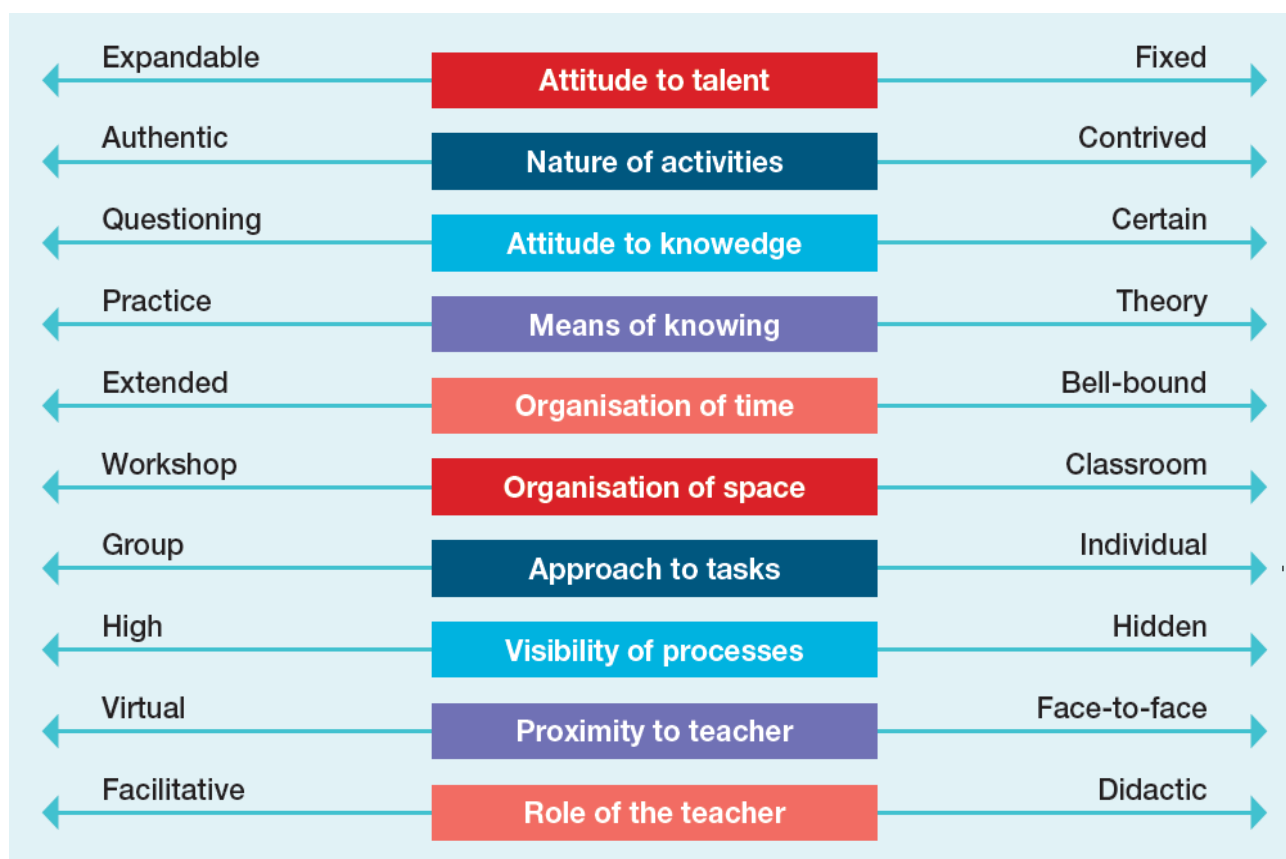 Expandable Attitude to talent Fixed
Authentic Nature of activities Contrived
Questioning Attitude to knowedge Certain
Practice Means of knowing Theory
Extended Organisation of time Bell-bound
Workshop Organisation of space Classroom
Group Approach to tasks Individual
High Visibility of processes Hidden
Virtual Proximity to teacher Face-to-face
Facilitative Role of the teacher Didactic